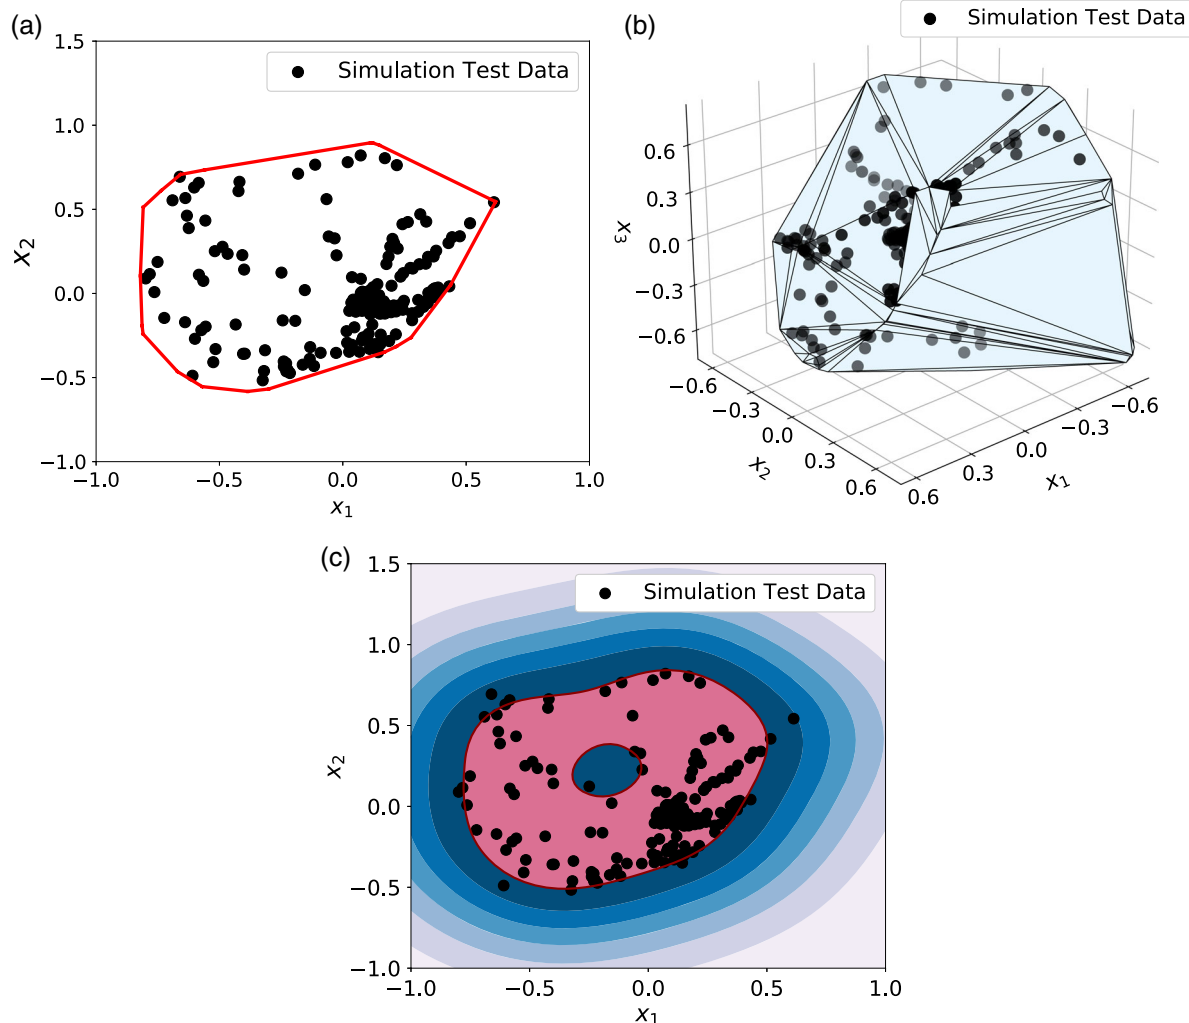 (a)
1.5
Simulation Test Data
1.0
0.5
x2
0.0
−0.5
−1.0
−1.0 −0.5 0.0 0.5 1.0
x1
(b)
Simulation Test Data
0.6
0.3
x3
0.0
−0.3
−0.6
−0.6 −0.3 0.0 0.3 0.6
x2
0.6 0.3 0.0 −0.3 −0.6
x1
(c)
1.5
Simulation Test Data
1.0
0.5
x2
0.0
−0.5
−1.0
−1.0 −0.5 0.0 0.5 1.0
x1